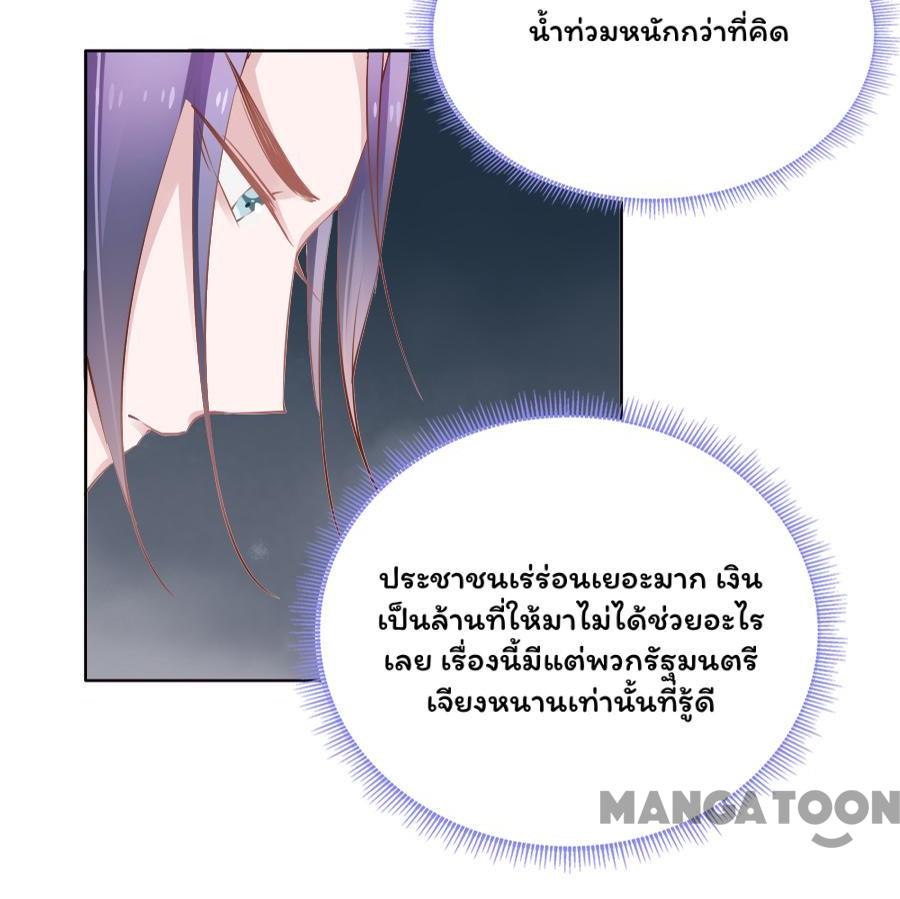 น้ำท่วมหนักกว่าที่คิด
ประชาชนเร่ร่อนเยอะมาก เงิน
เป็นล้านที่ให้มาไม่ได้ช่วยอะไร
เลย เรื่องนี้มีแต่พวกรัฐมนตรี
เจียงหนานเท่านั้นที่รู้ดี
MANGATOON